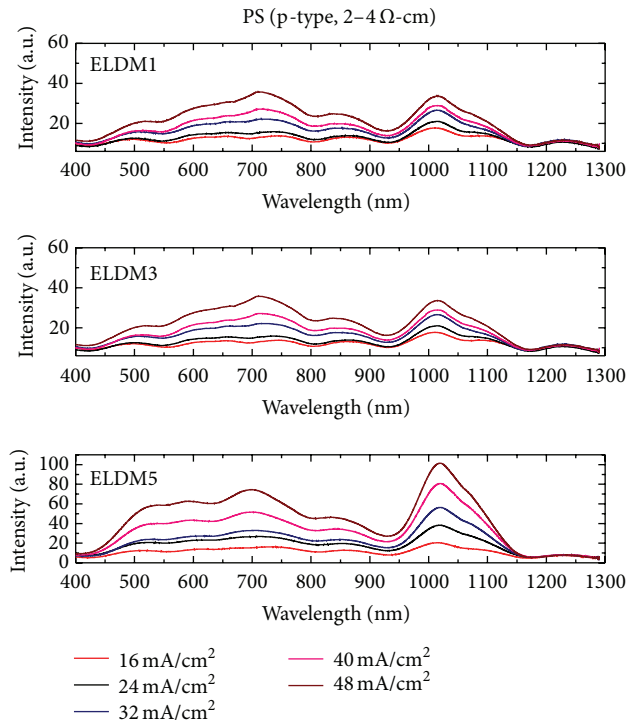 PS (p-type, 2–4 Ω-cm)
60
40
20
Intensity (a.u.)
ELDM1
400 500 600 700 800 900 1000 1100 1200 1300
Wavelength (nm)
60
40
20
Intensity (a.u.)
ELDM3
400 500 600 700 800 900 1000 1100 1200 1300
Wavelength (nm)
100
80
60
40
20
0
Intensity (a.u.)
ELDM5
400 500 600 700 800 900 1000 1100 1200 1300
Wavelength (nm)
16 mA/cm²
24 mA/cm²
32 mA/cm²
40 mA/cm²
48 mA/cm²